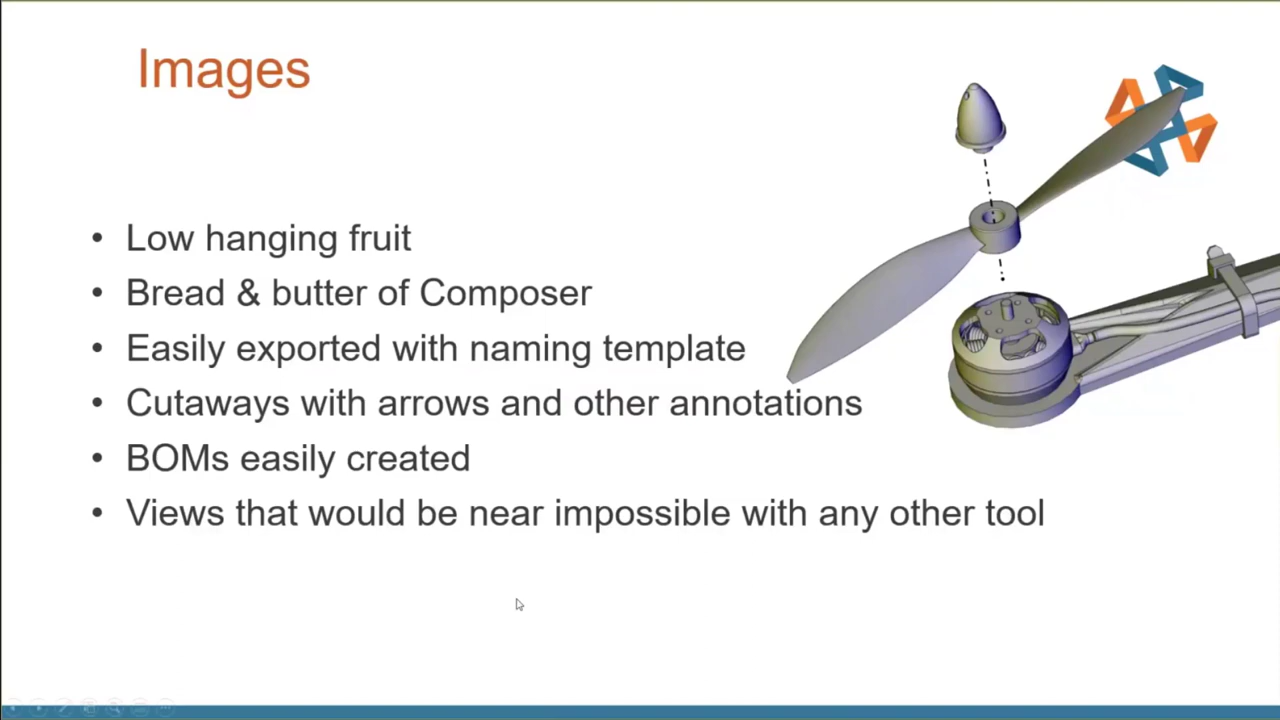 Images
• Low hanging fruit
• Bread & butter of Composer
• Easily exported with naming template
• Cutaways with arrows and other annotations
• BOMs easily created
• Views that would be near impossible with any other tool